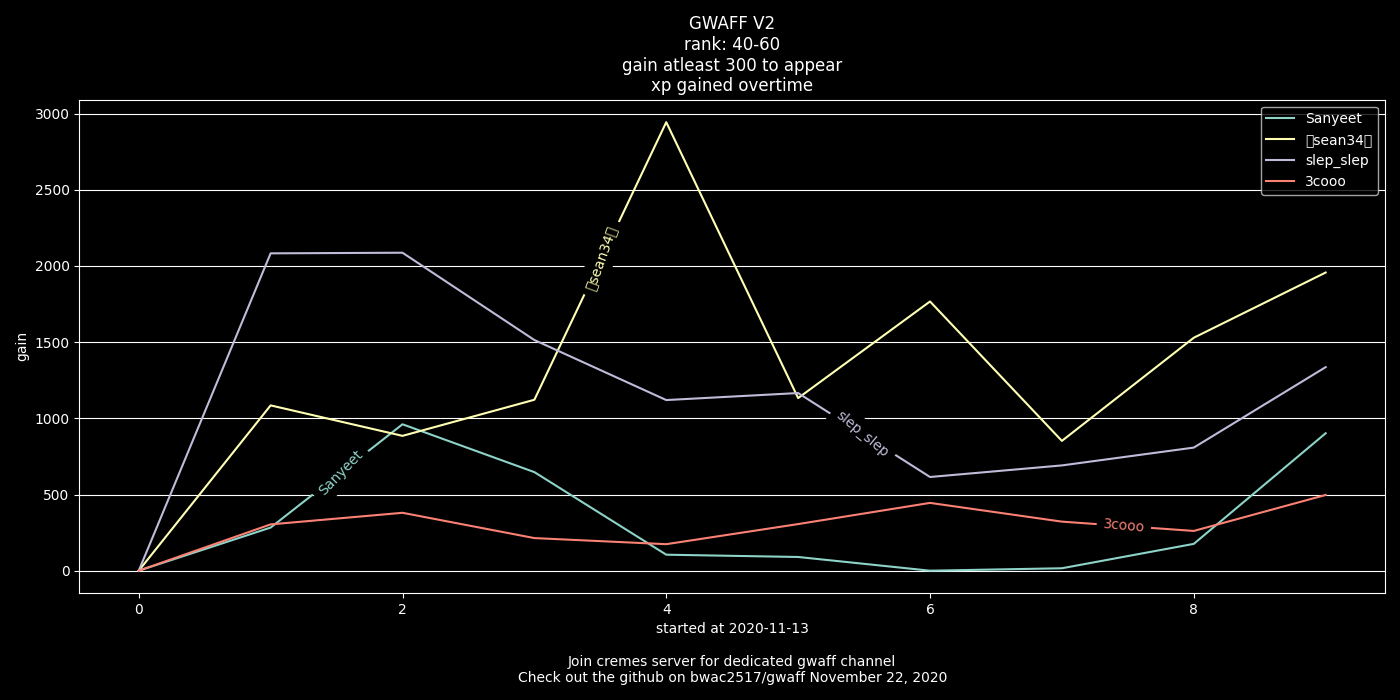 GWAFF V2
rank: 40-60
gain atleast 300 to appear
xp gained overtime
3000
2500
2000
1500
1000
500
0
gain
Sanyeet
sean34
slep_slep
3cooo
sean34
slep_slep
Sanyeet
3cooo
0
2
4
6
8
started at 2020-11-13
Join cremes server for dedicated gwaff channel
Check out the github on bwac2517/gwaff November 22, 2020